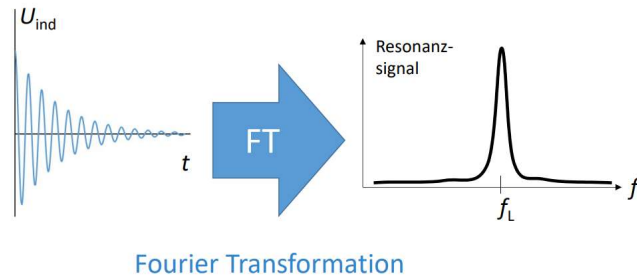 U_ind
t
FT
Resonanz-
signal
f
f_L
Fourier Transformation